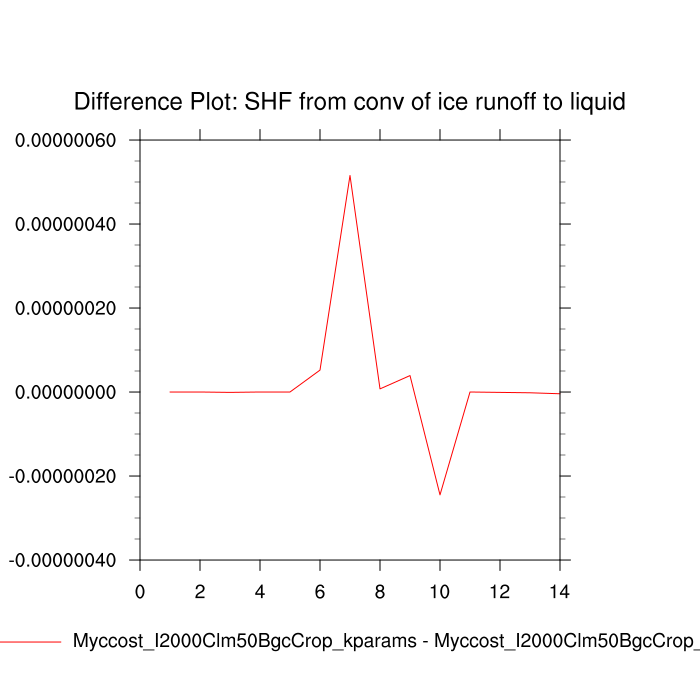 Difference Plot: SHF from conv of ice runoff to liquid
0.00000060
0.00000040
0.00000020
0.00000000
-0.00000020
-0.00000040
0 2 4 6 8 10 12 14
Myccost_I2000Clm50BgcCrop_kparams - Myccost_I2000Clm50BgcCrop_